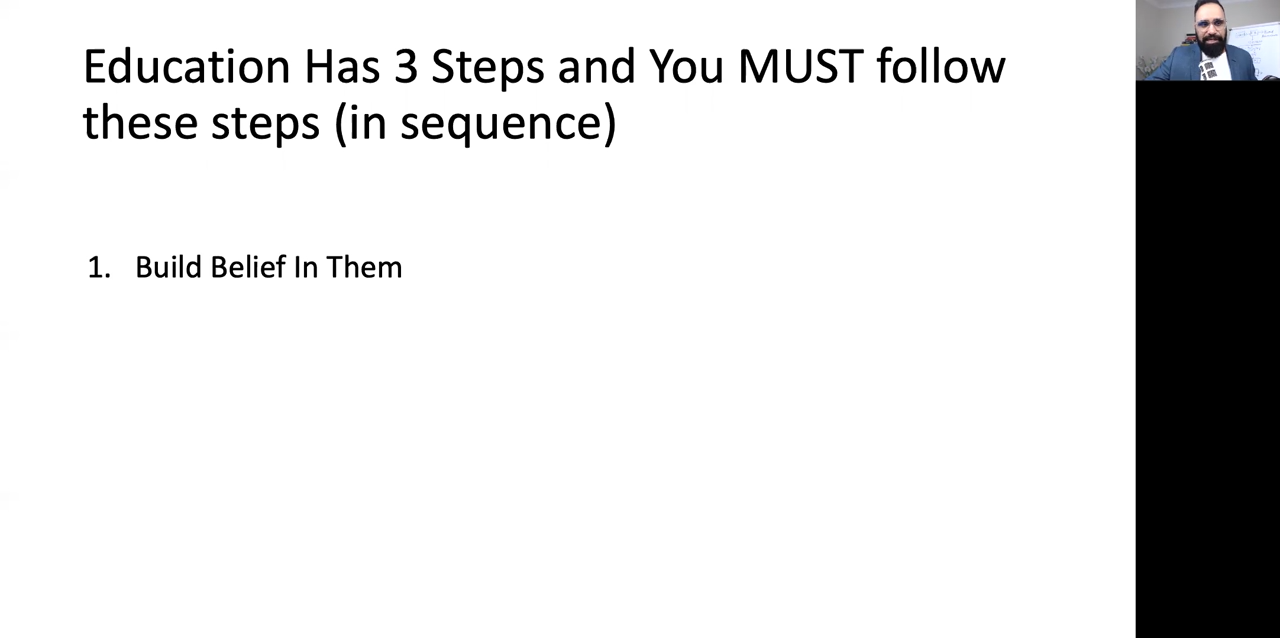 Education Has 3 Steps and You MUST follow
these steps (in sequence)
1. Build Belief In Them